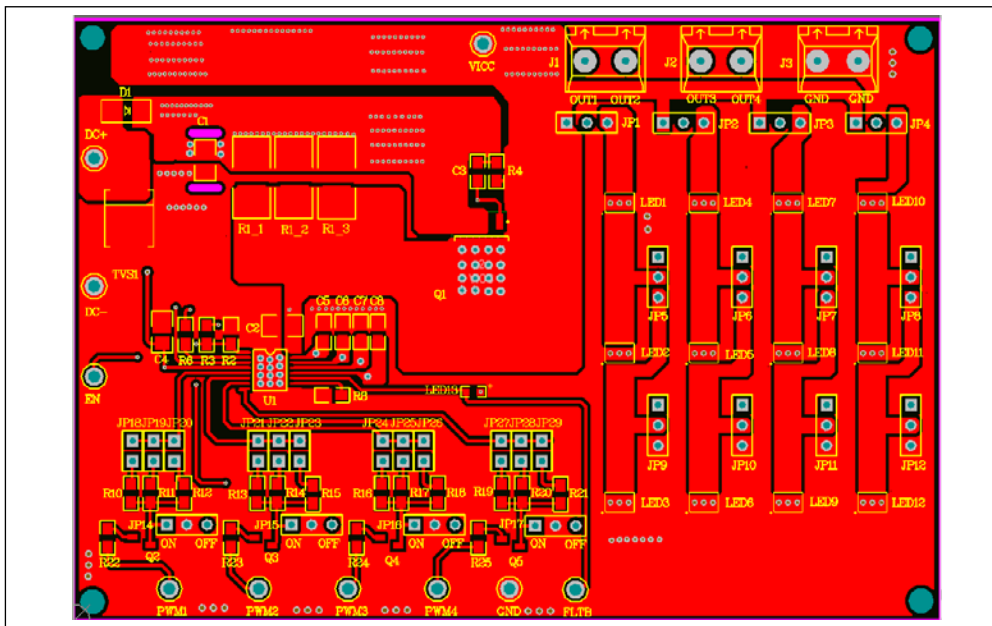 VICC
J1 J2 J3
OUT1 OUT2 OUT3 OUT4 GND GND
D1
C1
JP1 JP2 JP3 JP4
DC+
C3 R4
LED1 LED4 LED7 LED10
R1_1 R1_2 R1_3
TVS1
Q1
JP5 JP6 JP7 JP8
DC-
C5 C6 C7 C8
C2
C4 R6 R3 R2
LED2 LED5 LED8 LED11
EN
U1 R8 LED13
JP18 JP19 JP20 JP21 JP22 JP23 JP24 JP25 JP26 JP27 JP28 JP29
JP9 JP10 JP11 JP12
R10 R11 R12 R13 R14 R15 R16 R17 R18 R19 R20 R21
LED3 LED6 LED9 LED12
JP14 JP15 JP16 JP17
ON OFF ON OFF ON OFF ON OFF
R22 Q2 R23 Q3 R24 Q4 R25 Q5
PWM1 PWM2 PWM3 PWM4 GND FLTB